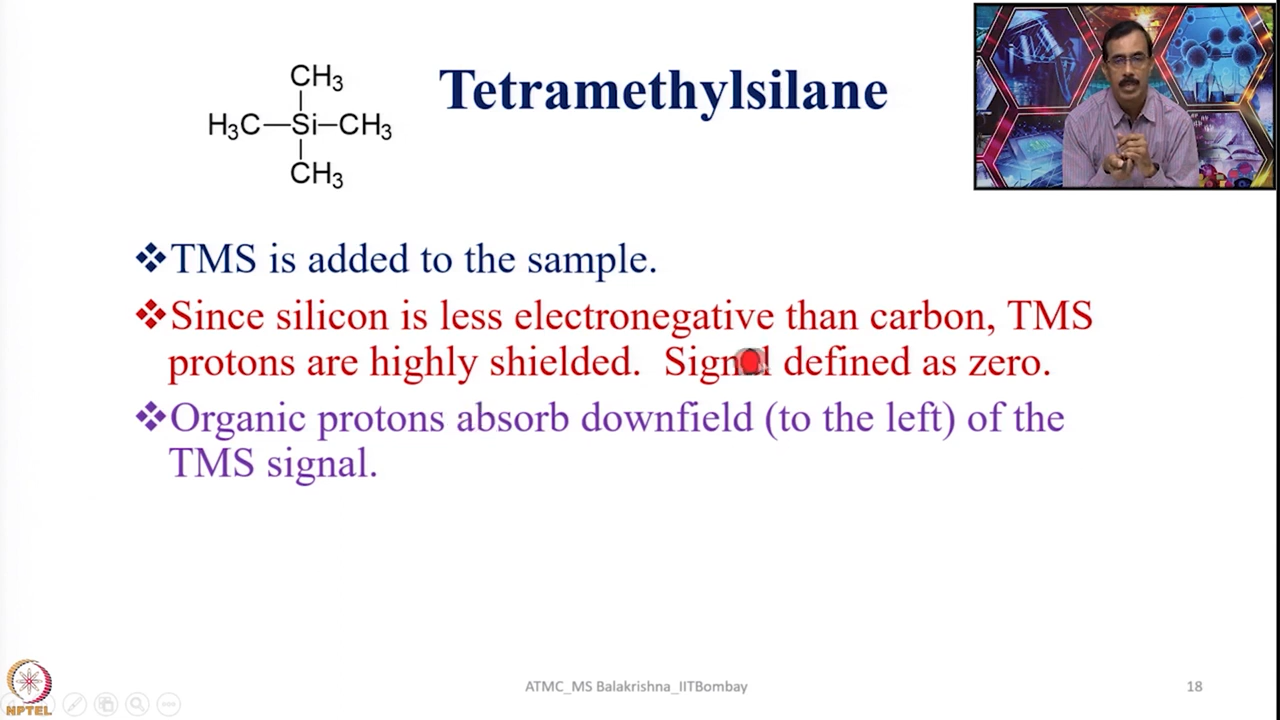 CH3
H3C—Si—CH3
CH3
Tetramethylsilane
❖TMS is added to the sample.
❖Since silicon is less electronegative than carbon, TMS
protons are highly shielded. Signal defined as zero.
❖Organic protons absorb downfield (to the left) of the
TMS signal.
NPTEL
ATMC_MS Balakrishna_IITBombay
18